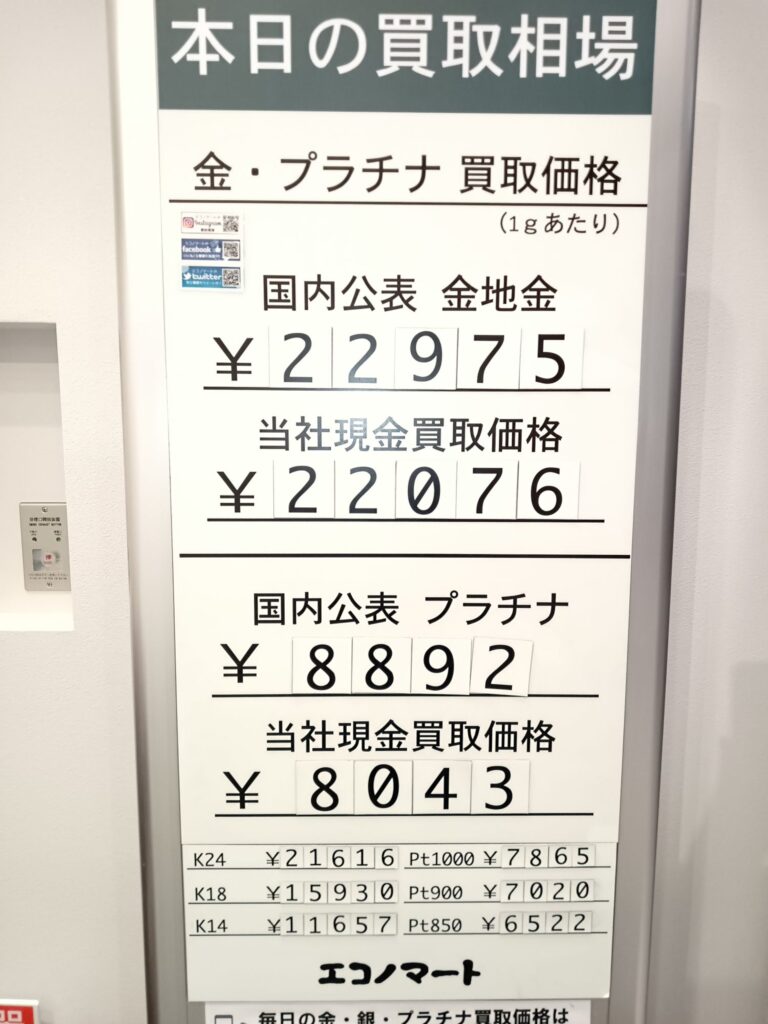 本日の買取相場
金・プラチナ 買取価格
(1gあたり)
Instagram
facebook
twitter
国内公表 金地金
¥22975
当社現金買取価格
¥22076
国内公表 プラチナ
¥8892
当社現金買取価格
¥8043
K24 ¥21616 Pt1000 ¥7865
K18 ¥15930 Pt900 ¥7020
K14 ¥11657 Pt850 ¥6522
エコノマート
毎日の金・銀・プラチナ買取価格は